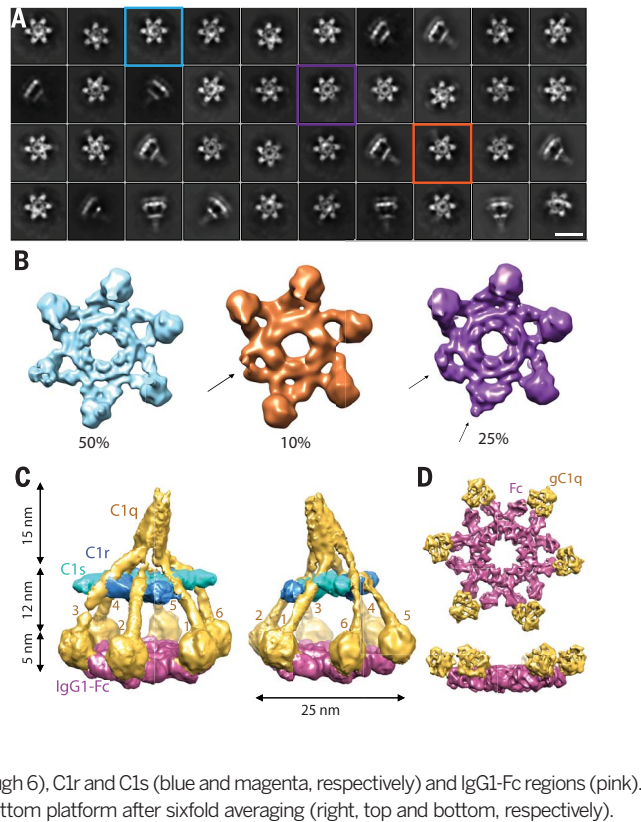 A
B
50%
10%
25%
C
D
15 nm
12 nm
5 nm
C1q
C1r
C1s
3
4
2
5
1
6
IgG1-Fc
2
1
3
6
4
5
25 nm
Fc
gC1q
ugh 6), C1r and C1s (blue and magenta, respectively) and IgG1-Fc regions (pink).
ttom platform after sixfold averaging (right, top and bottom, respectively).